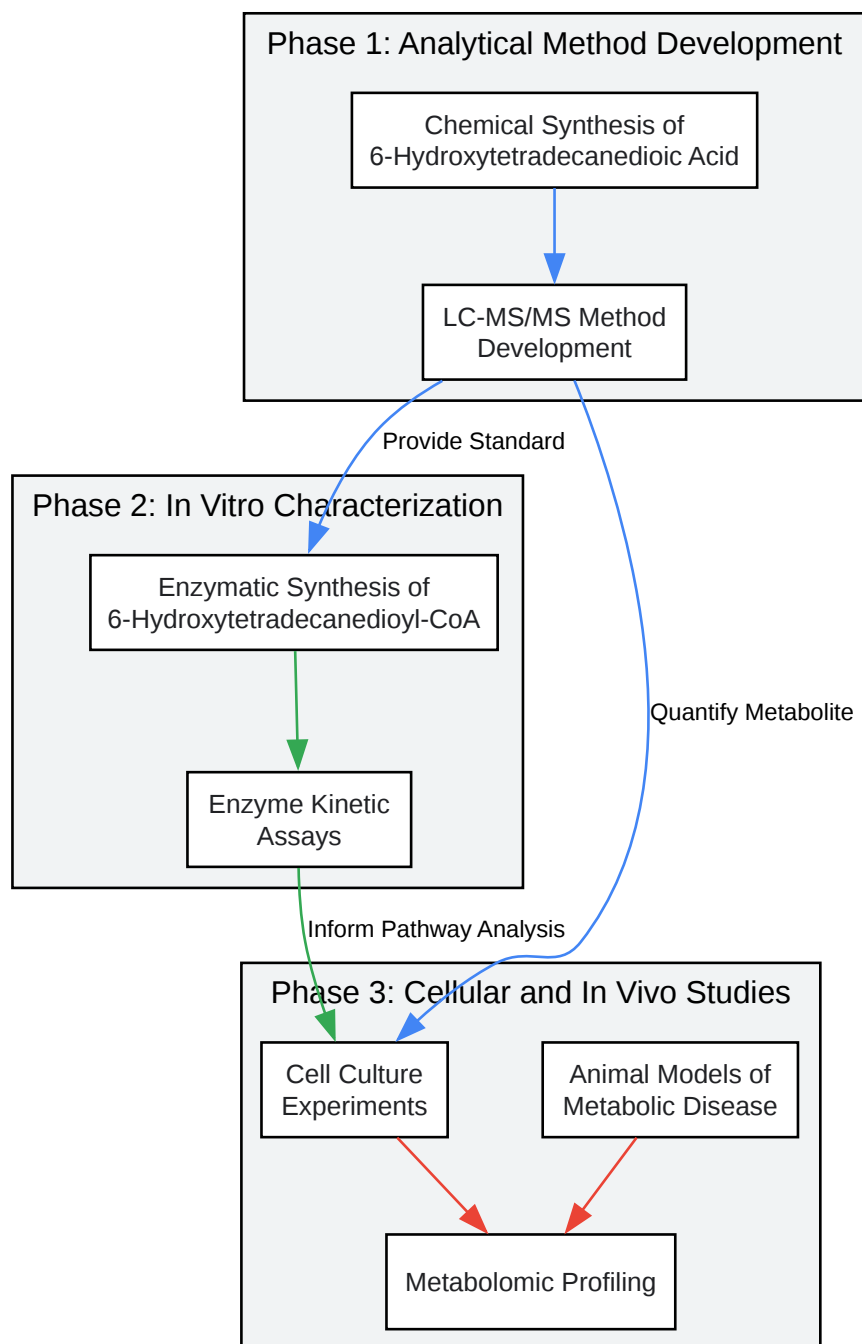 Phase 1: Analytical Method Development
Chemical Synthesis of
6-Hydroxytetradecanedioic Acid
LC-MS/MS Method
Development
Provide Standard
Phase 2: In Vitro Characterization
Enzymatic Synthesis of
6-Hydroxytetradecanedioyl-CoA
Quantify Metabolite
Enzyme Kinetic
Assays
Inform Pathway Analysis
Phase 3: Cellular and In Vivo Studies
Cell Culture
Experiments
Animal Models of
Metabolic Disease
Metabolomic Profiling